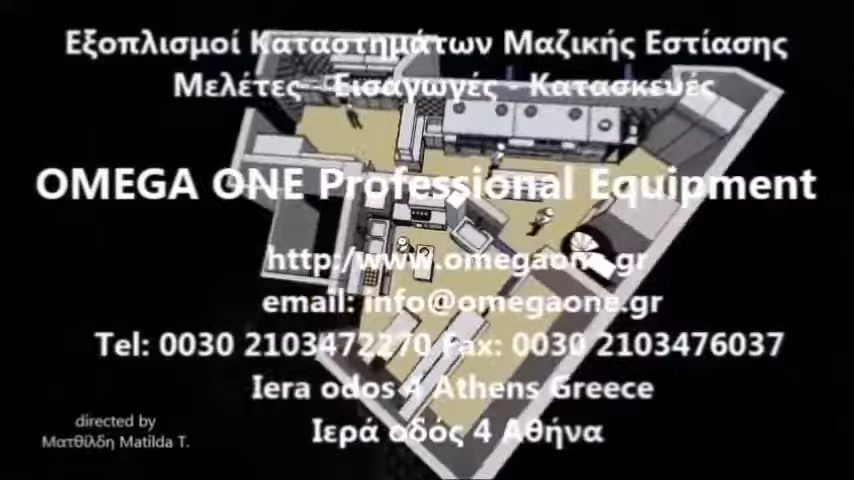 Εξοπλισμοί Καταστημάτων Μαζικής Εστίασης
Μελέτες - Εισαγωγές - Κατασκευές
OMEGA ONE Professional Equipment
http:/www.omegaone.gr
email: info@omegaone.gr
Tel: 0030 2103472270 Fax: 0030 2103476037
Iera odos 4 Athens Greece
Ιερά οδός 4 Αθήνα
directed by
Ματθίλδη Matilda T.